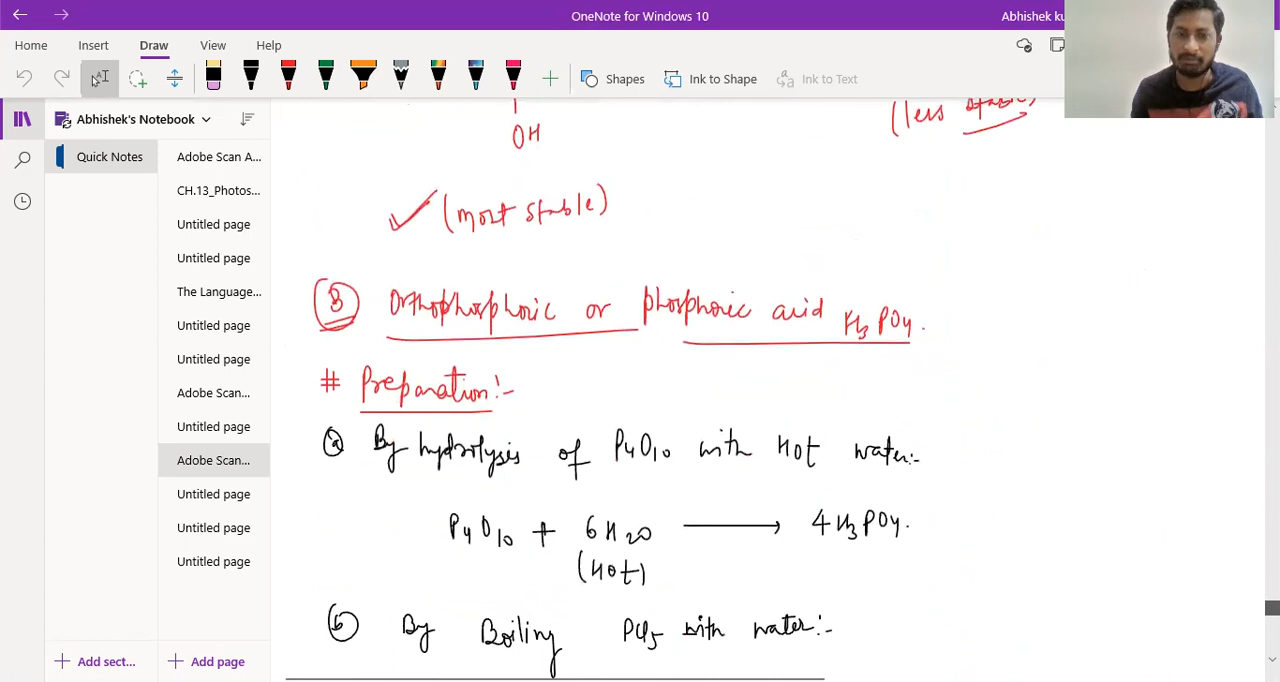 OneNote for Windows 10
Abhishek ku
Home Insert Draw View Help
Shapes Ink to Shape Ink to Text
Abhishek's Notebook
Quick Notes
Adobe Scan A...
CH.13_Photos...
Untitled page
Untitled page
The Language...
Untitled page
Untitled page
Adobe Scan...
Untitled page
Adobe Scan...
Untitled page
Untitled page
Untitled page
+ Add sect...
+ Add page
OH
(less stable)
✓ (most stable)
(3) Orthophosphoric or phosphoric acid H3PO4.
# Preparation:-
(a) By hydrolysis of P4O10 with Hot water:-
P4O10 + 6H2O ⟶ 4H3PO4.
(Hot)
(b) By Boiling PCl5 with water:-